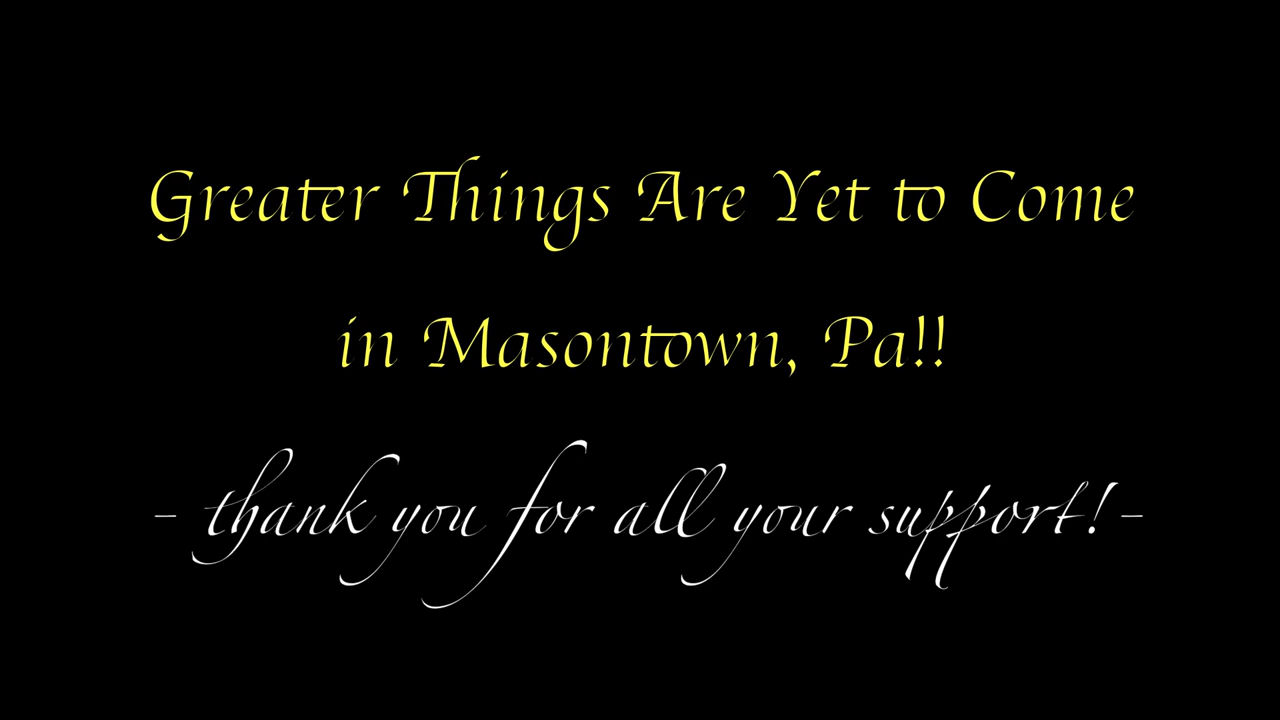 Greater Things Are Yet to Come
in Masontown, Pa!!
- thank you for all your support! -